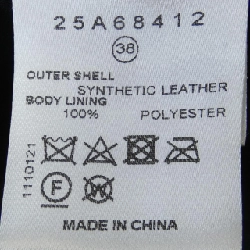 25A68412
38
OUTER SHELL
SYNTHETIC LEATHER
BODY LINING
100% POLYESTER
1110121
F W
MADE IN CHINA